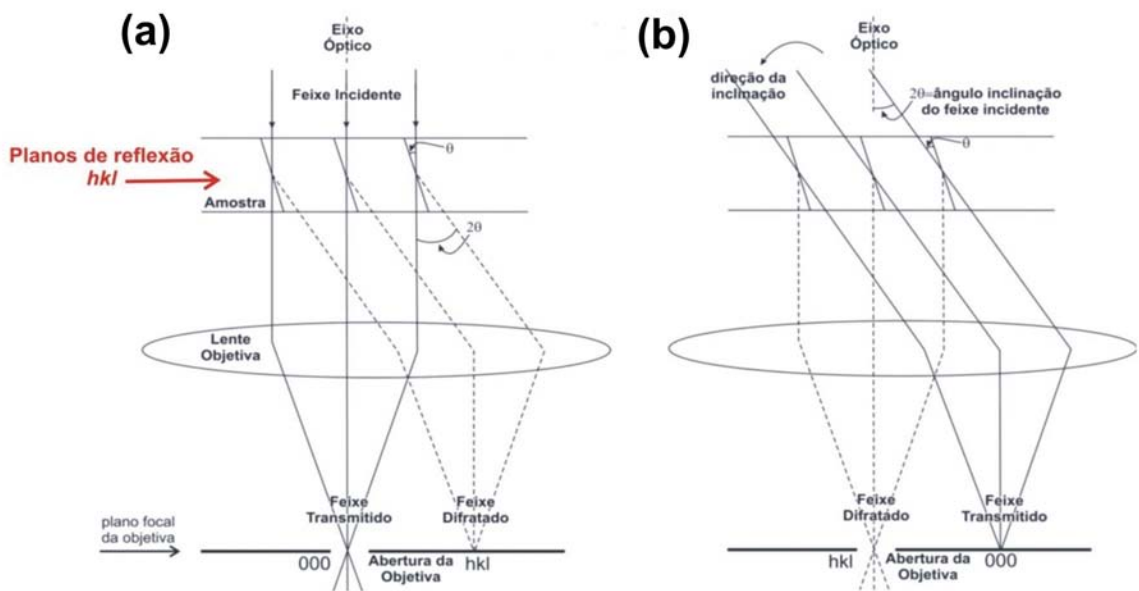 (a)
Eixo
Óptico
Feixe Incidente
θ
Planos de reflexão
hkl
Amostra
2θ
Lente
Objetiva
Feixe
Transmitido
Feixe
Difratado
plano focal
da objetiva
000
Abertura da
Objetiva
hkl
(b)
Eixo
Óptico
direção da
inclinação
2θ=ângulo inclinação
do feixe incidente
θ
Feixe
Difratado
Feixe
Transmitido
hkl
Abertura da
Objetiva
000